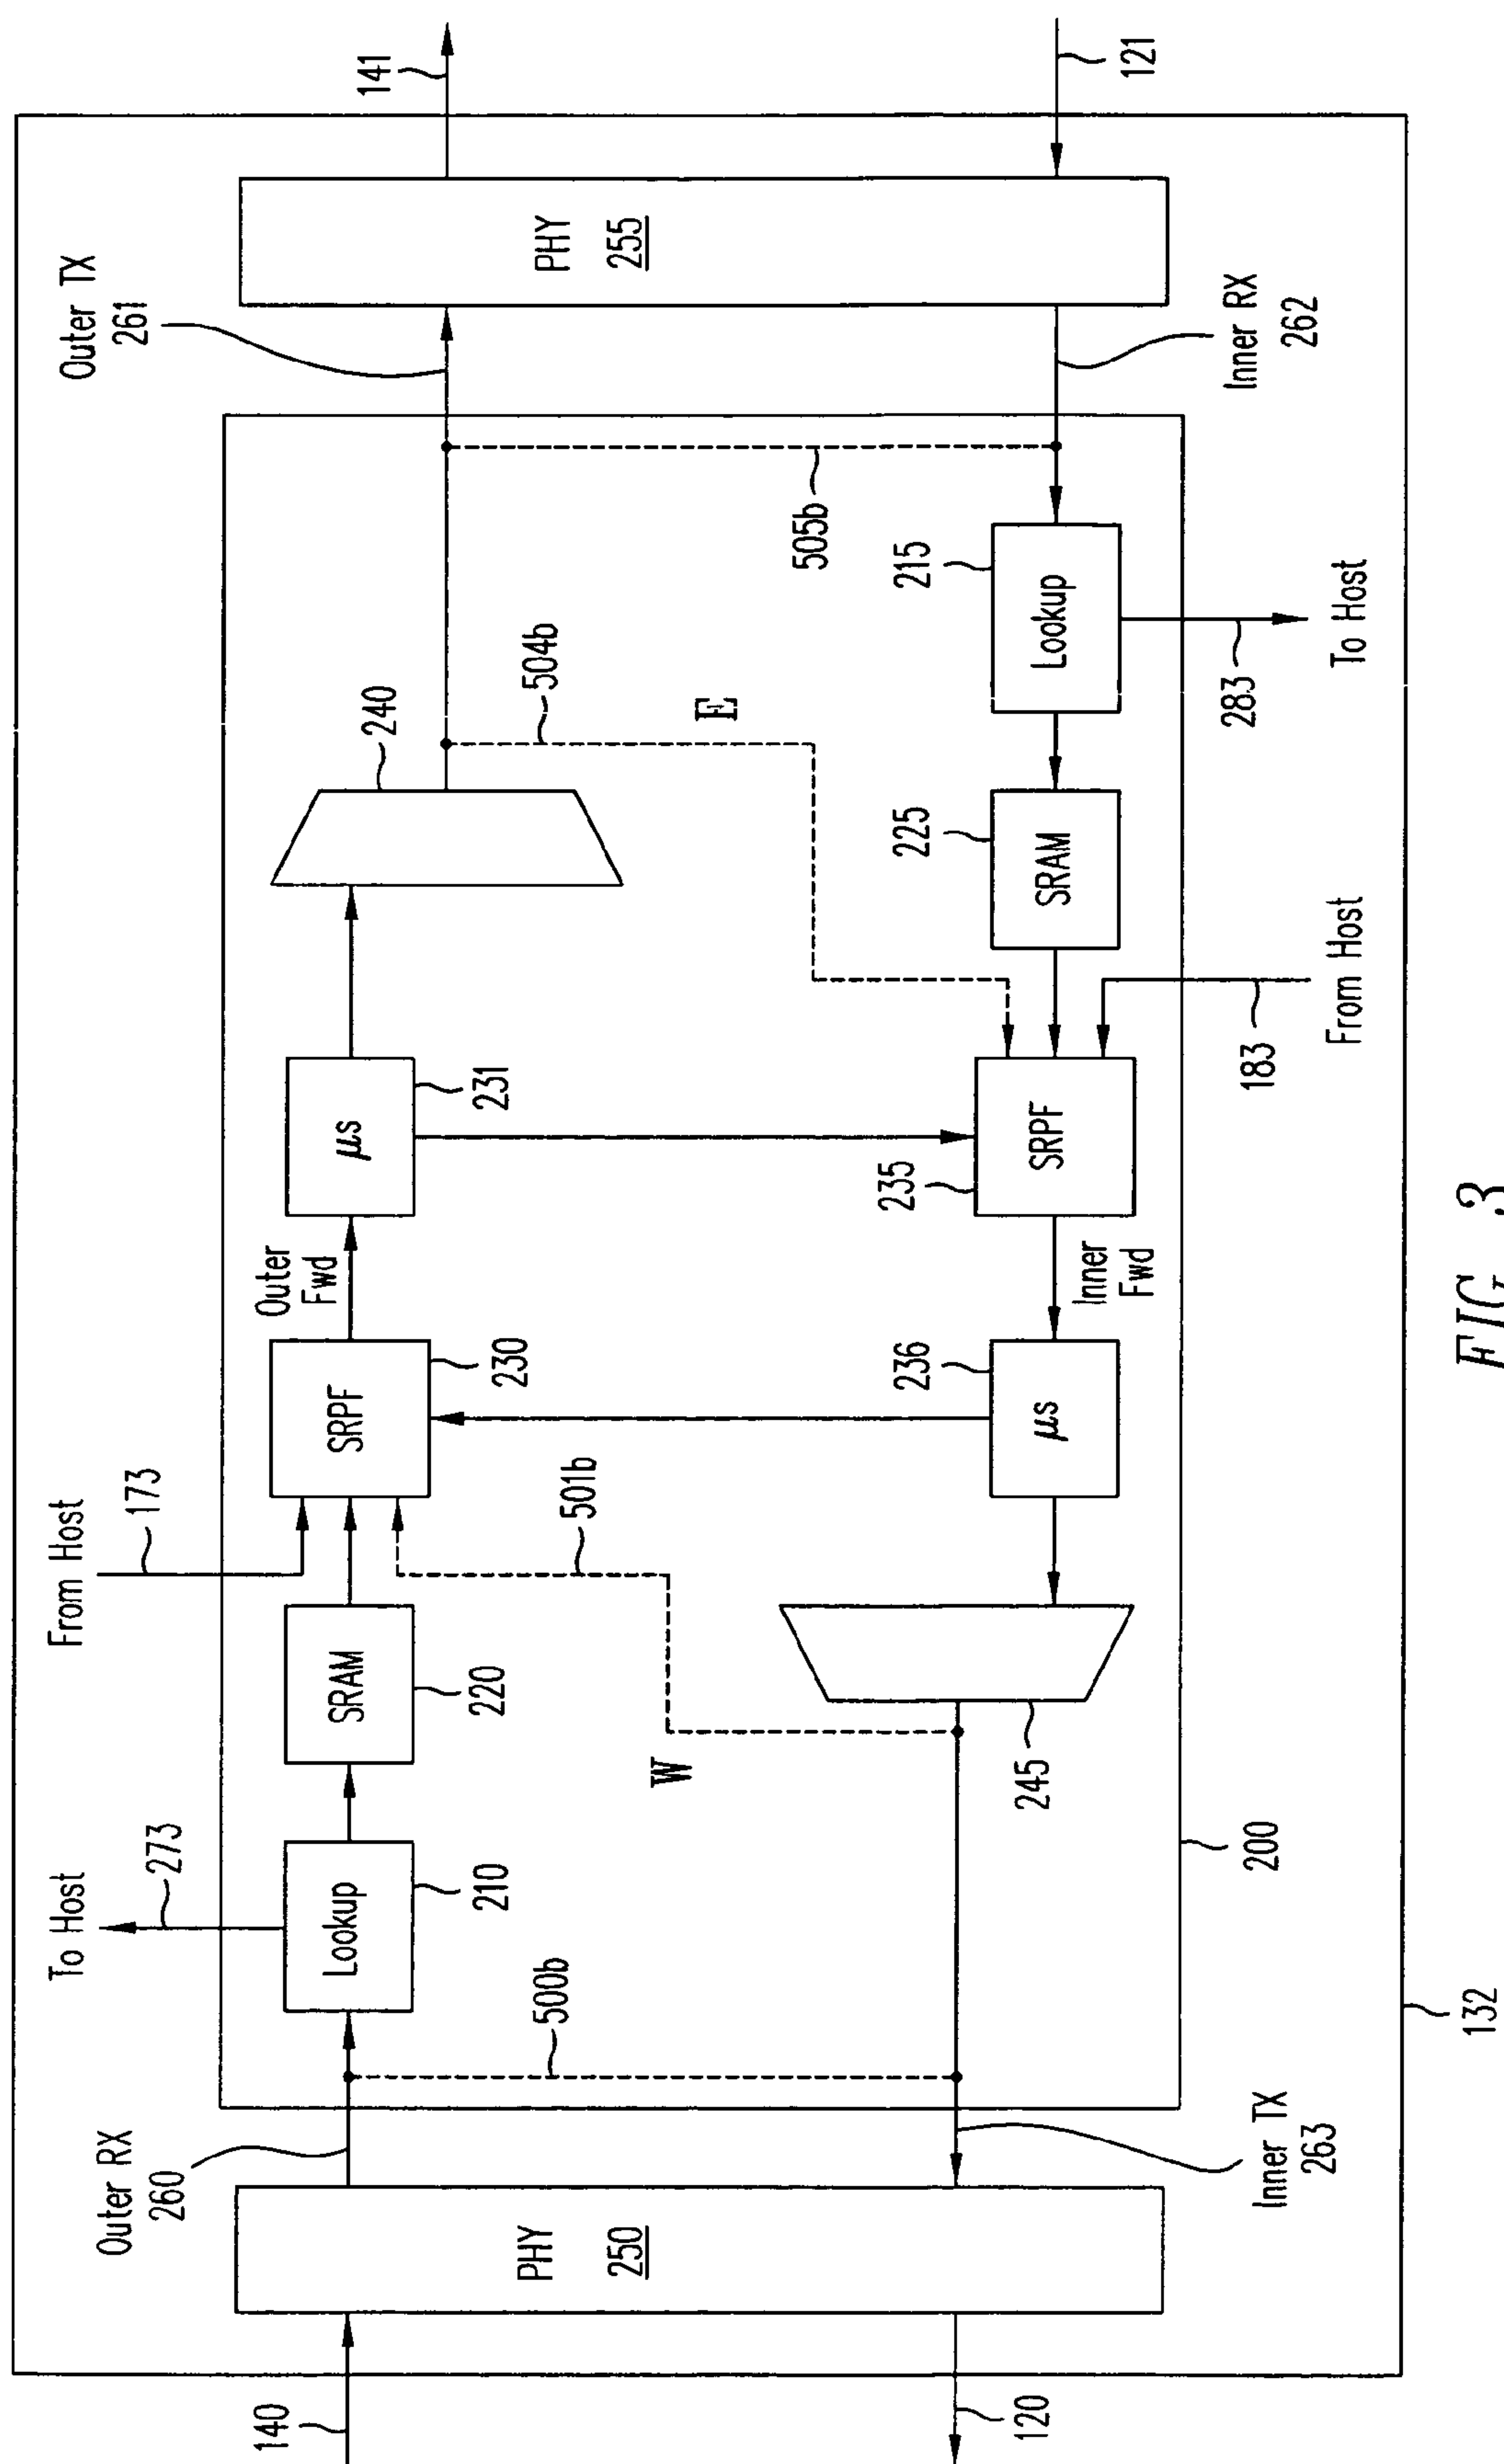 From Host
173
To Host
273
Outer RX
260
Outer TX
261
141
140
PHY
250
Lookup
210
SRAM
220
SRPF
230
Outer
Fwd
μs
231
240
PHY
255
500b
W
501b
504b
E
505b
245
μs
236
Inner
Fwd
SRPF
235
SRAM
225
Lookup
215
120
Inner TX
263
200
132
183
From Host
283
To Host
Inner RX
262
121
FIG. 3